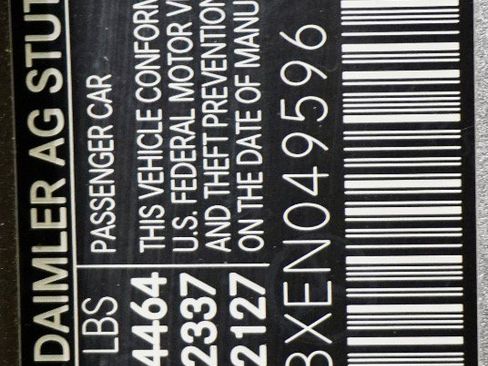 DAIMLER AG STUT
LBS PASSENGER CAR
4464 THIS VEHICLE CONFORM
2337 U.S. FEDERAL MOTOR V
AND THEFT PREVENTION
2127 ON THE DATE OF MANU
BXEN049596